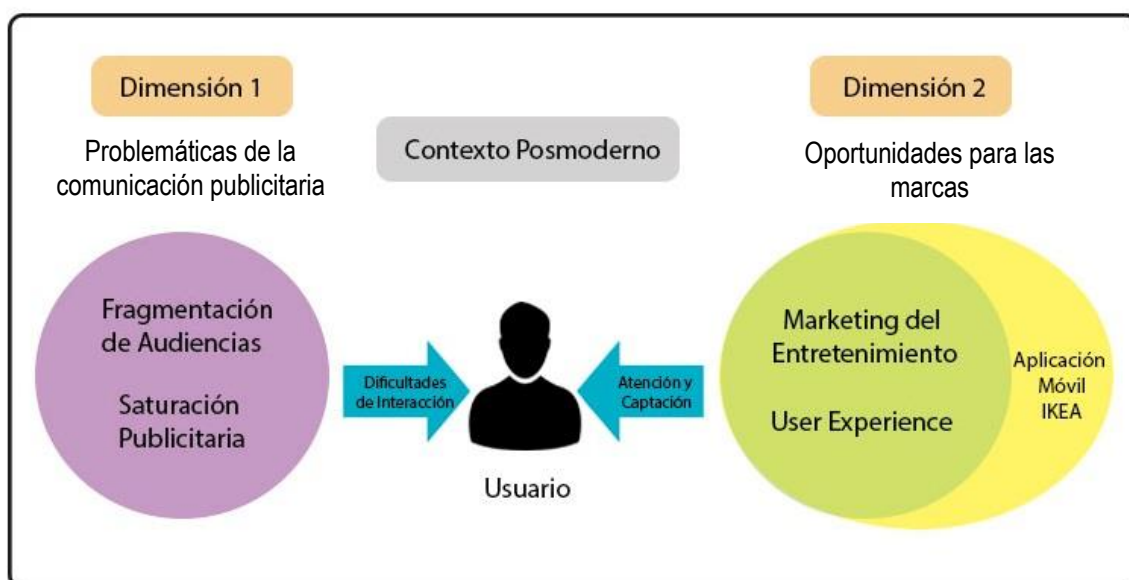 Dimensión 1
Problemáticas de la
comunicación publicitaria
Fragmentación
de Audiencias
Saturación
Publicitaria
Contexto Posmoderno
Dificultades
de Interacción
Usuario
Atención y
Captación
Dimensión 2
Oportunidades para las
marcas
Marketing del
Entretenimiento
User Experience
Aplicación
Móvil
IKEA